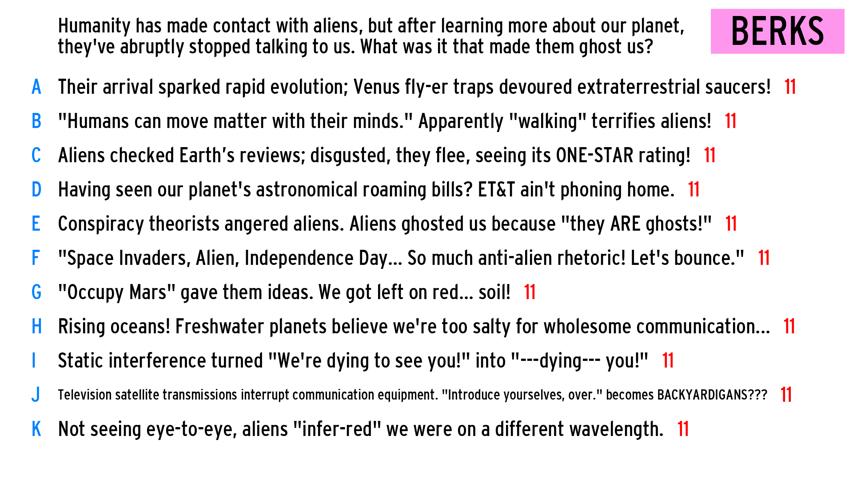 Humanity has made contact with aliens, but after learning more about our planet,
they've abruptly stopped talking to us. What was it that made them ghost us?
BERKS
A Their arrival sparked rapid evolution; Venus fly-er traps devoured extraterrestrial saucers! 11
B "Humans can move matter with their minds." Apparently "walking" terrifies aliens! 11
C Aliens checked Earth’s reviews; disgusted, they flee, seeing its ONE-STAR rating! 11
D Having seen our planet's astronomical roaming bills? ET&T ain't phoning home. 11
E Conspiracy theorists angered aliens. Aliens ghosted us because "they ARE ghosts!" 11
F "Space Invaders, Alien, Independence Day... So much anti-alien rhetoric! Let's bounce." 11
G "Occupy Mars" gave them ideas. We got left on red... soil! 11
H Rising oceans! Freshwater planets believe we're too salty for wholesome communication... 11
I Static interference turned "We're dying to see you!" into "---dying--- you!" 11
J Television satellite transmissions interrupt communication equipment. "Introduce yourselves, over." becomes BACKYARDIGANS??? 11
K Not seeing eye-to-eye, aliens "infer-red" we were on a different wavelength. 11